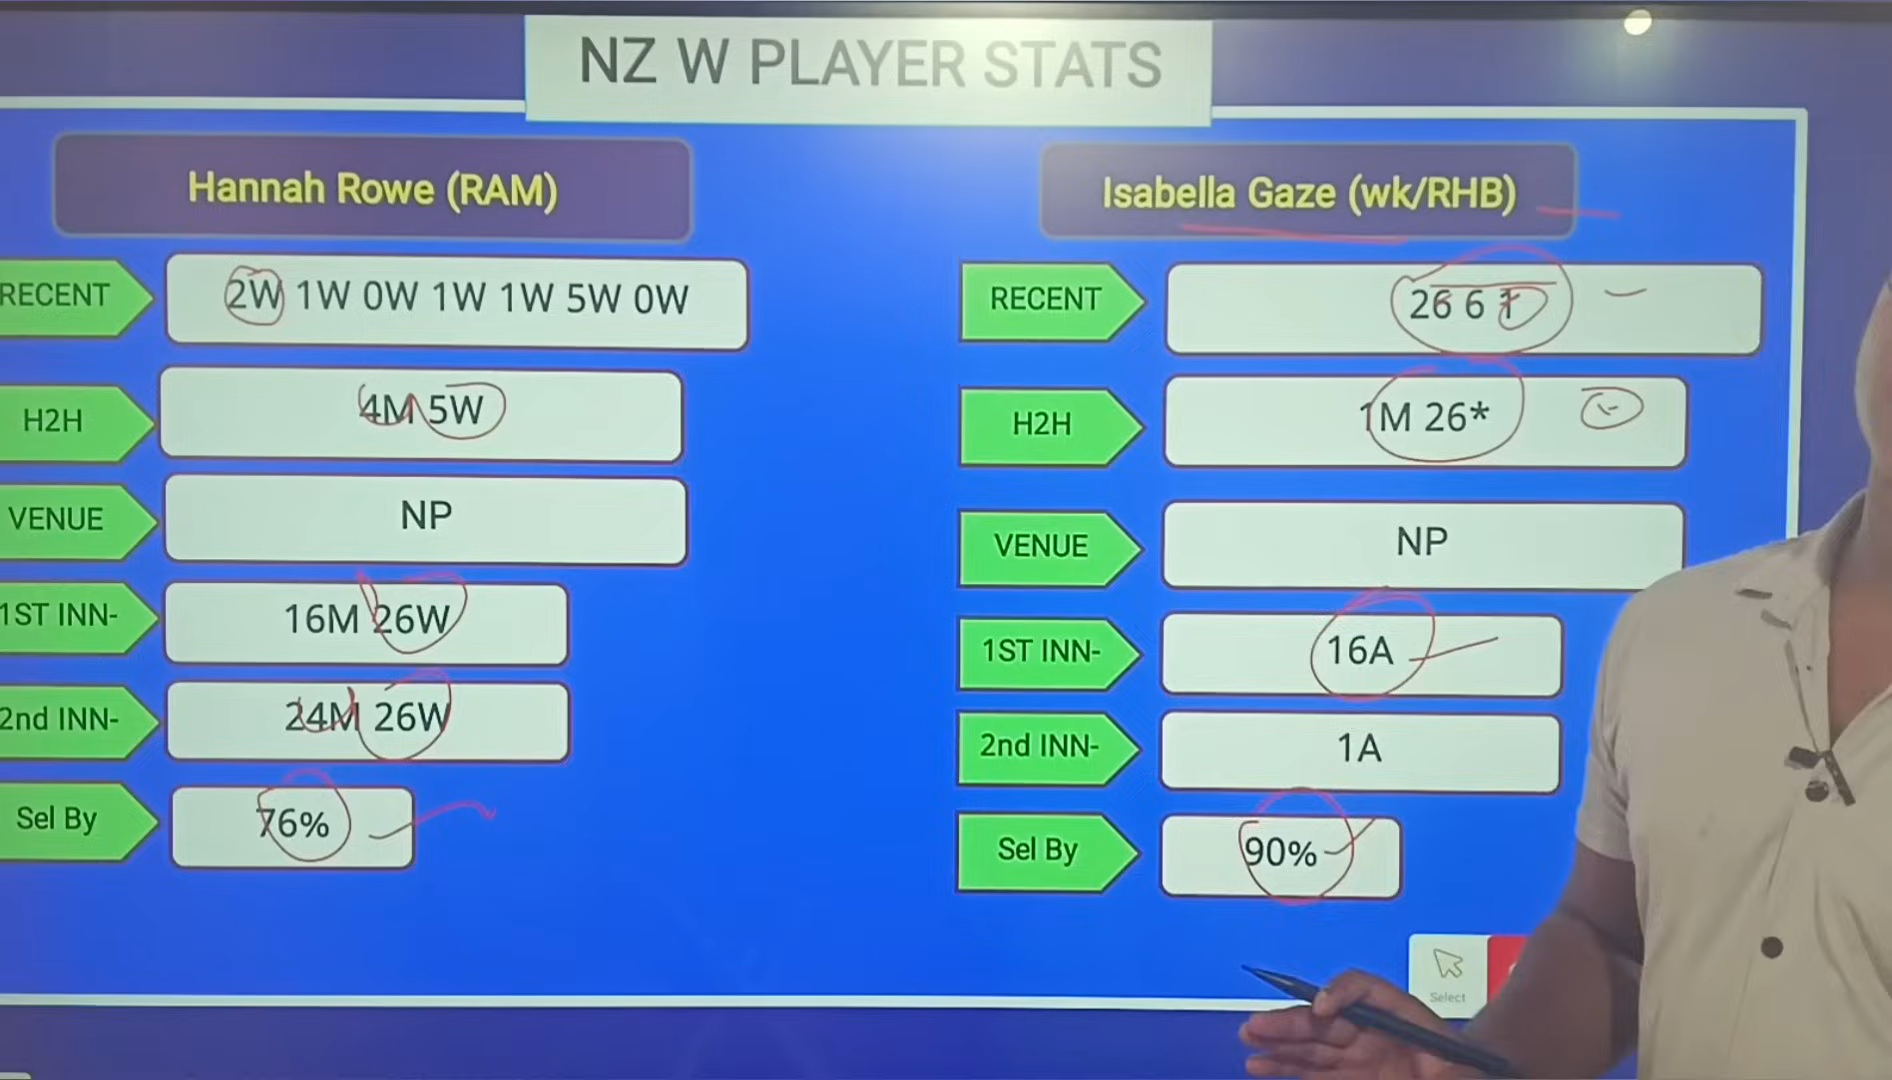 NZ W PLAYER STATS
Hannah Rowe (RAM)
RECENT
2W 1W 0W 1W 1W 5W 0W
H2H
4M 5W
VENUE
NP
1ST INN-
16M 26W
2nd INN-
24M 26W
Sel By
76%
Isabella Gaze (wk/RHB)
RECENT
26 6 1
H2H
1M 26*
VENUE
NP
1ST INN-
16A
2nd INN-
1A
Sel By
90%
Select